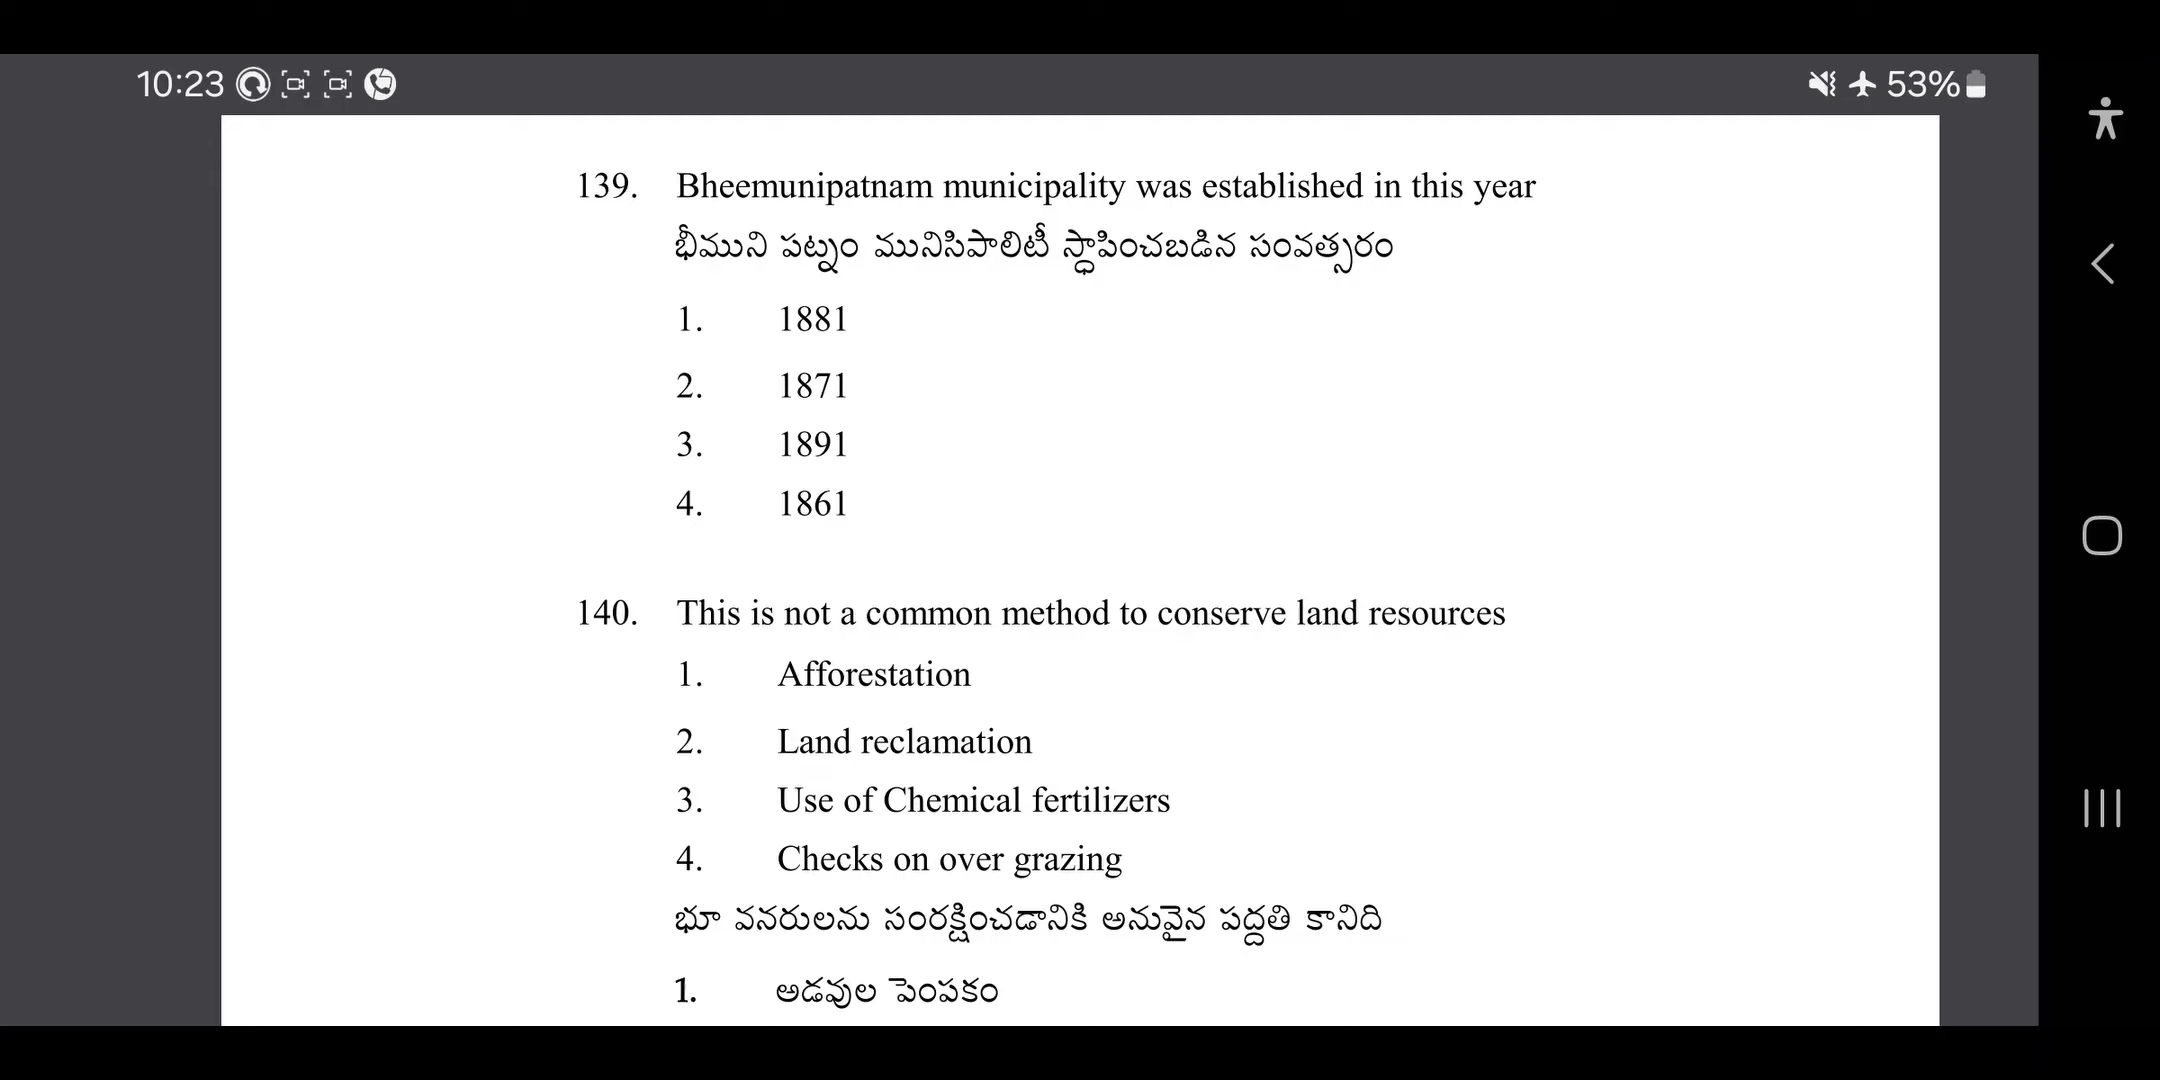 10:23 53%
139. Bheemunipatnam municipality was established in this year
భీముని పట్నం మునిసిపాలిటీ స్థాపించబడిన సంవత్సరం
1. 1881
2. 1871
3. 1891
4. 1861
140. This is not a common method to conserve land resources
1. Afforestation
2. Land reclamation
3. Use of Chemical fertilizers
4. Checks on over grazing
భూ వనరులను సంరక్షించడానికి అనువైన పద్దతి కానిది
1. అడవుల పెంపకం